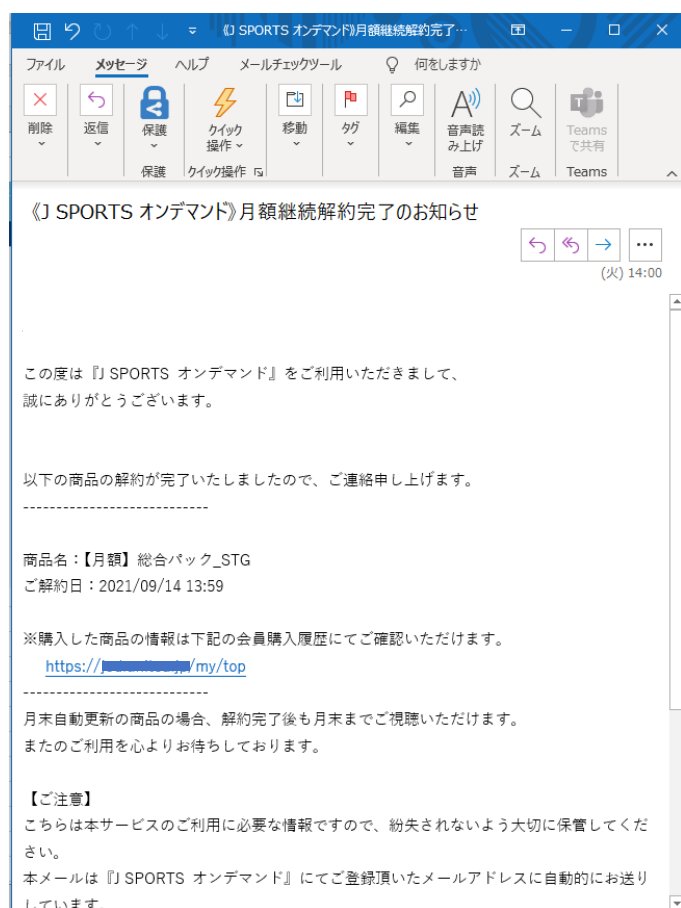 《J SPORTS オンデマンド》月額継続解約完了…
ファイル メッセージ ヘルプ メールチェックツール 何をしますか
削除 返信 保護 クイック操作 移動 タグ 編集 音声読み上げ ズーム Teamsで共有
保護 クイック操作 音声 ズーム Teams
《J SPORTS オンデマンド》月額継続解約完了のお知らせ
(火) 14:00
この度は『J SPORTS オンデマンド』をご利用いただきまして、
誠にありがとうございます。
以下の商品の解約が完了いたしましたので、ご連絡申し上げます。
----------------------------
商品名：【月額】総合パック_STG
ご解約日：2021/09/14 13:59
※購入した商品の情報は下記の会員購入履歴にてご確認いただけます。
https:// /my/top
----------------------------
月末自動更新の商品の場合、解約完了後も月末までご視聴いただけます。
またのご利用を心よりお待ちしております。
【ご注意】
こちらは本サービスのご利用に必要な情報ですので、紛失されないよう大切に保管してくだ
さい。
本メールは『J SPORTS オンデマンド』にてご登録頂いたメールアドレスに自動的にお送り
しています。